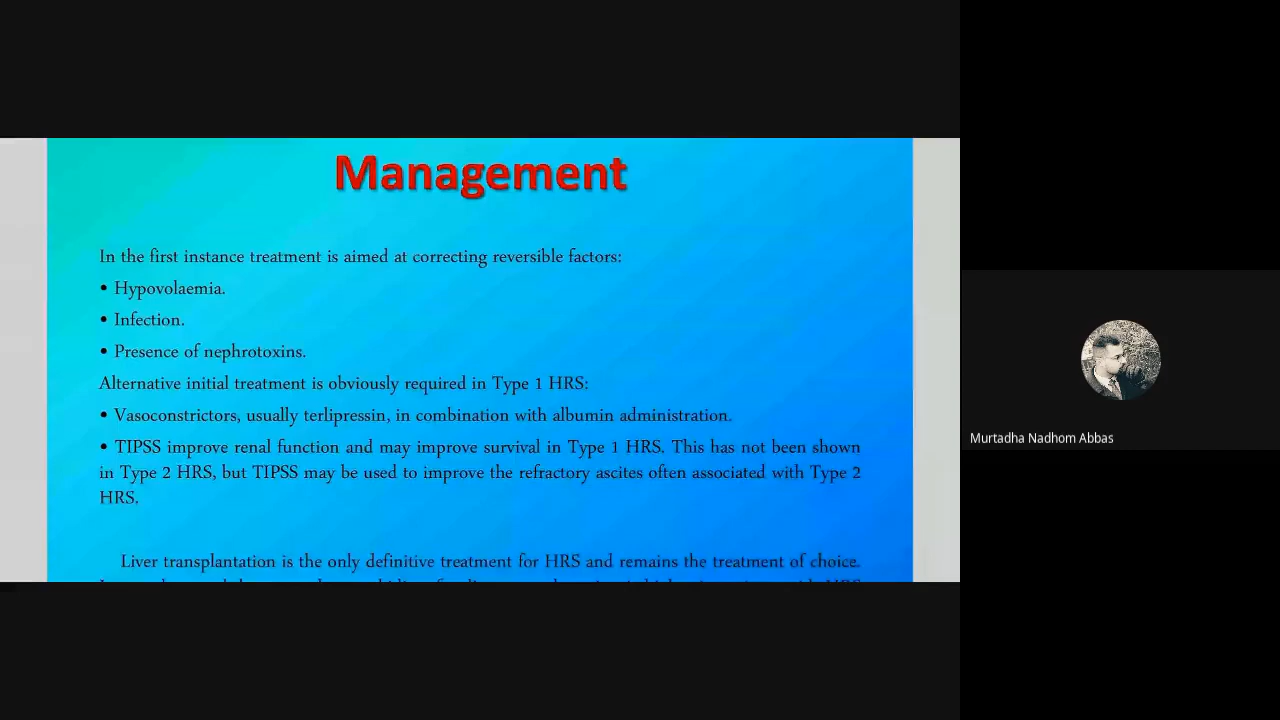 Management
In the first instance treatment is aimed at correcting reversible factors:
• Hypovolaemia.
• Infection.
• Presence of nephrotoxins.
Alternative initial treatment is obviously required in Type 1 HRS:
• Vasoconstrictors, usually terlipressin, in combination with albumin administration.
• TIPSS improve renal function and may improve survival in Type 1 HRS. This has not been shown
in Type 2 HRS, but TIPSS may be used to improve the refractory ascites often associated with Type 2
HRS.
Liver transplantation is the only definitive treatment for HRS and remains the treatment of choice.
Murtadha Nadhom Abbas